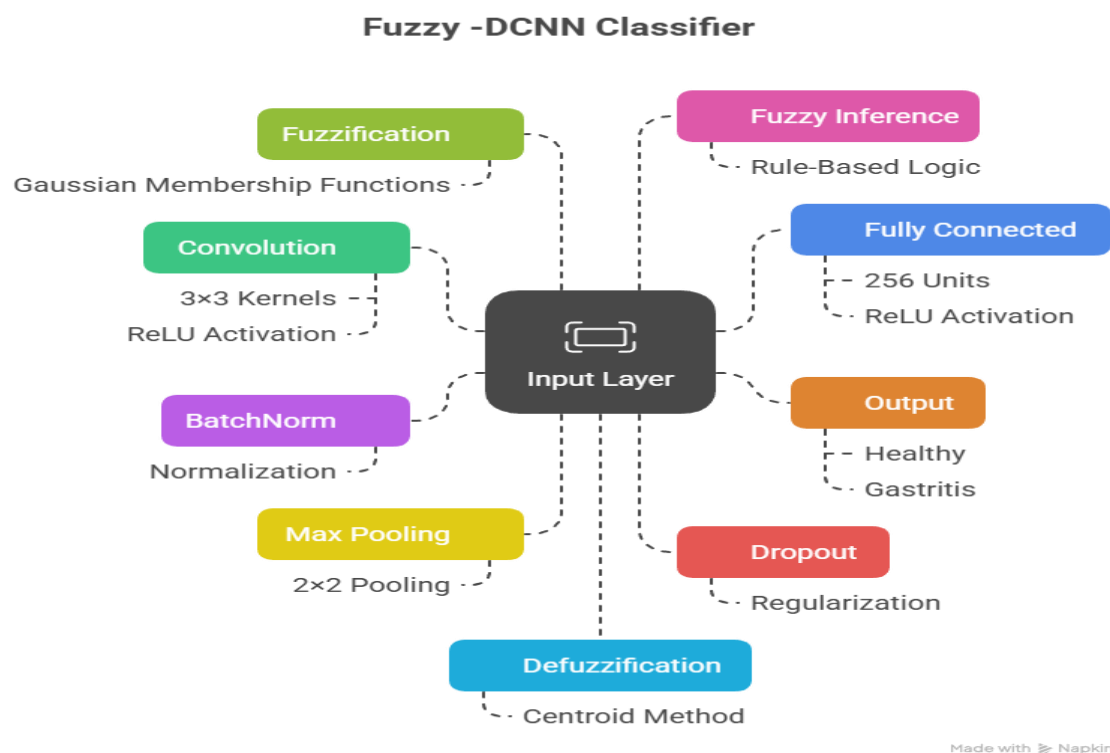 Fuzzy -DCNN Classifier
Fuzzification
Gaussian Membership Functions
Convolution
3×3 Kernels
ReLU Activation
BatchNorm
Normalization
Max Pooling
2×2 Pooling
Input Layer
Fuzzy Inference
Rule-Based Logic
Fully Connected
256 Units
ReLU Activation
Output
Healthy
Gastritis
Dropout
Regularization
Defuzzification
Centroid Method
Made with Napkin